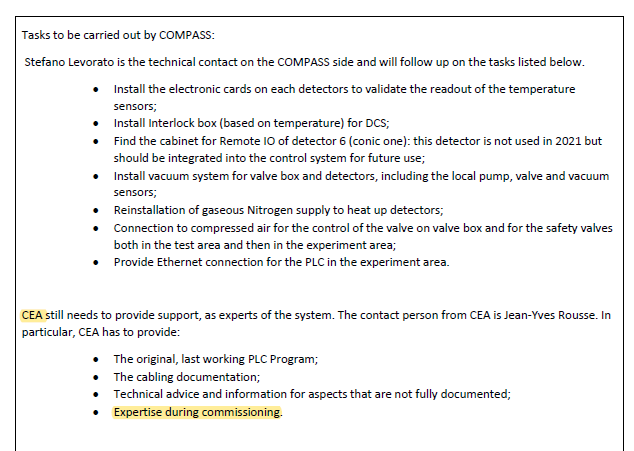 Tasks to be carried out by COMPASS:
Stefano Levorato is the technical contact on the COMPASS side and will follow up on the tasks listed below.
• Install the electronic cards on each detectors to validate the readout of the temperature
sensors;
• Install Interlock box (based on temperature) for DCS;
• Find the cabinet for Remote IO of detector 6 (conic one): this detector is not used in 2021 but
should be integrated into the control system for future use;
• Install vacuum system for valve box and detectors, including the local pump, valve and vacuum
sensors;
• Reinstallation of gaseous Nitrogen supply to heat up detectors;
• Connection to compressed air for the control of the valve on valve box and for the safety valves
both in the test area and then in the experiment area;
• Provide Ethernet connection for the PLC in the experiment area.
CEA still needs to provide support, as experts of the system. The contact person from CEA is Jean-Yves Rousse. In
particular, CEA has to provide:
• The original, last working PLC Program;
• The cabling documentation;
• Technical advice and information for aspects that are not fully documented;
• Expertise during commissioning.